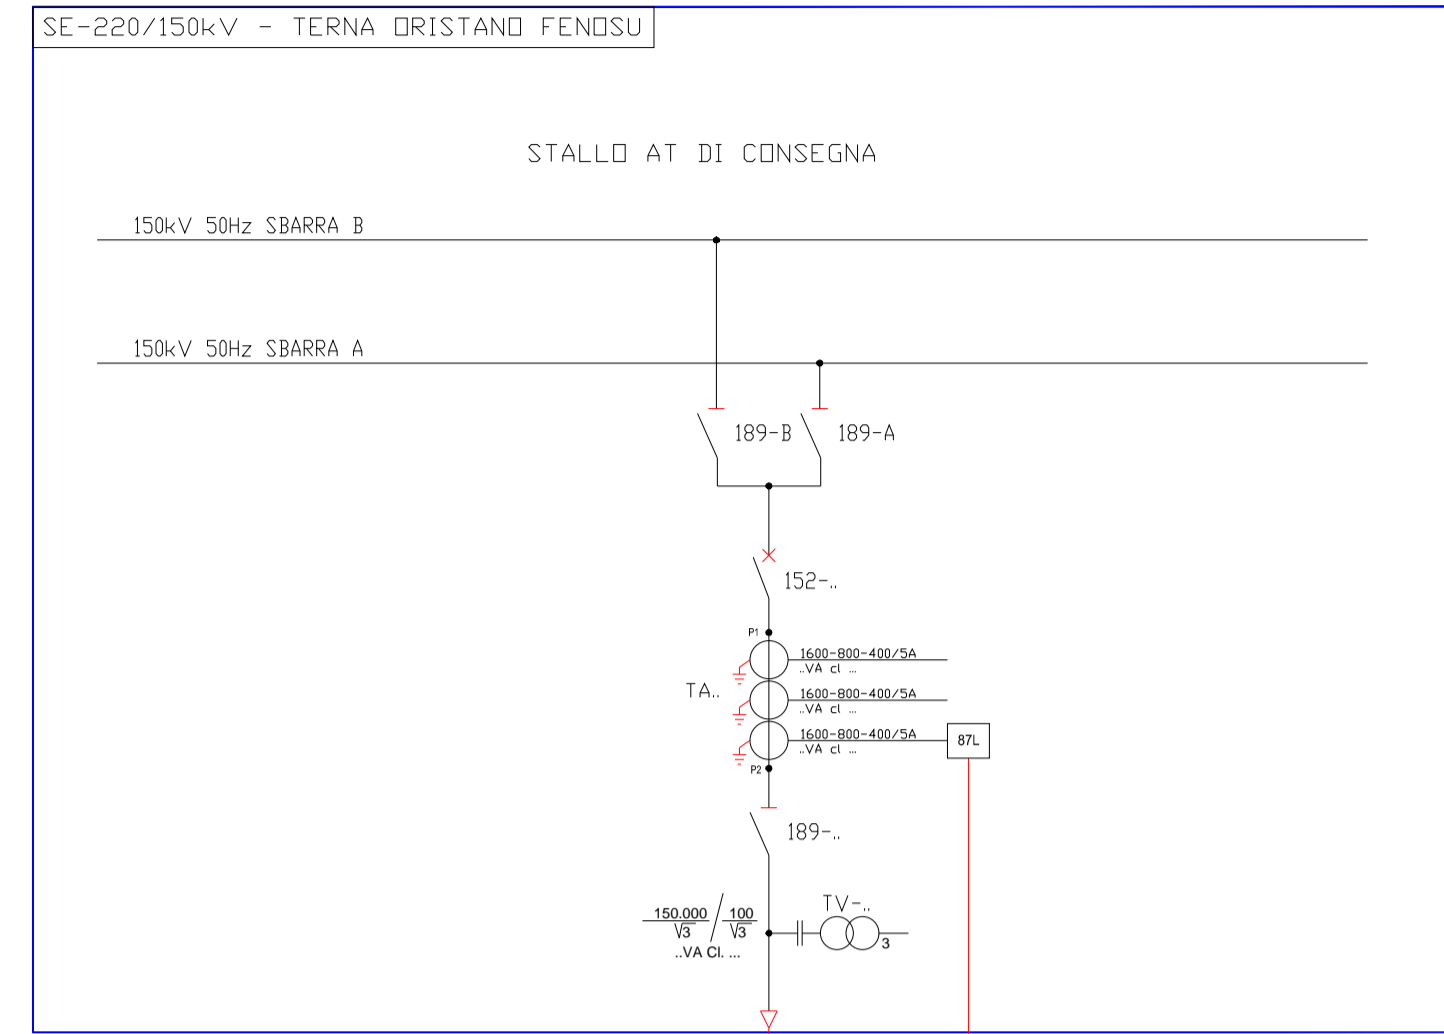 SE-220/150kV - TERNA ORISTANO FENOSU
STALLO AT DI CONSEGNA
150kV 50Hz SBARRA B
150kV 50Hz SBARRA A
189-B
189-A
152-..
P1
1600-800-400/5A
..VA cl ...
TA..
1600-800-400/5A
..VA cl ...
1600-800-400/5A
..VA cl ...
87L
P2
189-..
150.000/√3 / 100/√3
..VA Cl. ...
TV-..
3